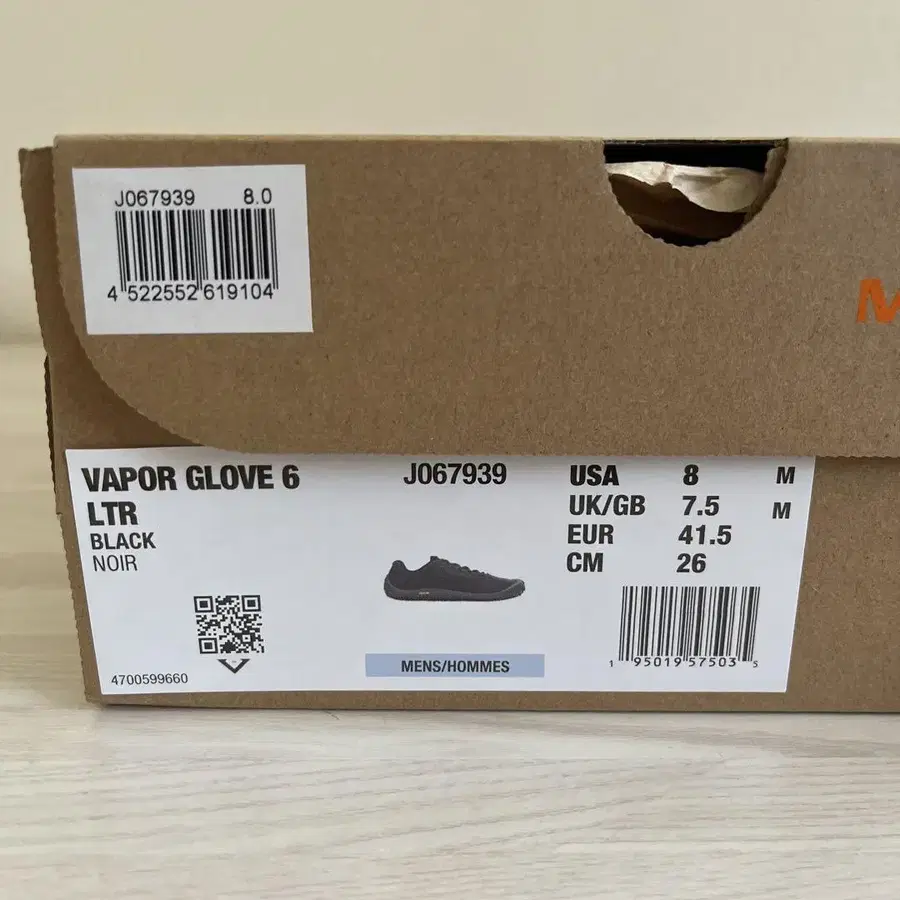 J067939 8.0
4 522552 619104
M
VAPOR GLOVE 6
LTR
BLACK
NOIR
4700599660
J067939
MENS/HOMMES
USA 8 M
UK/GB 7.5 M
EUR 41.5
CM 26
1 95019 57503 5